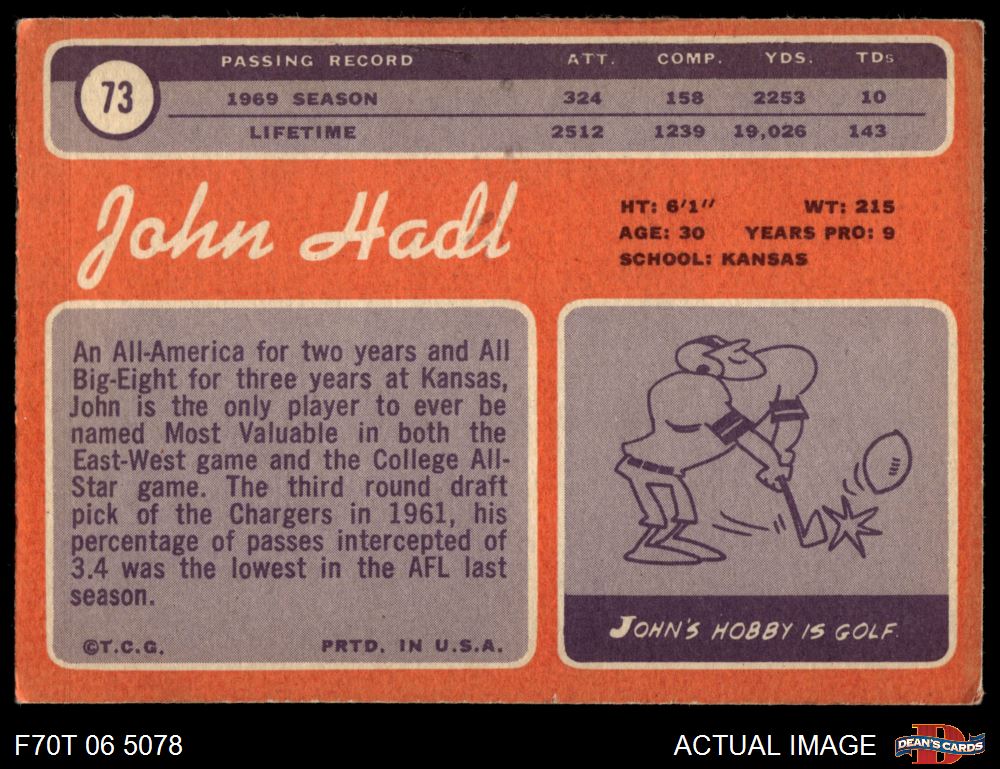 73
PASSING RECORD ATT. COMP. YDS. TDs
1969 SEASON 324 158 2253 10
LIFETIME 2512 1239 19,026 143
John Hadl
HT: 6'1" WT: 215
AGE: 30 YEARS PRO: 9
SCHOOL: KANSAS
An All-America for two years and All
Big-Eight for three years at Kansas,
John is the only player to ever be
named Most Valuable in both the
East-West game and the College All-
Star game. The third round draft
pick of the Chargers in 1961, his
percentage of passes intercepted of
3.4 was the lowest in the AFL last
season.
©T.C.G. PRTD. IN U.S.A.
JOHN'S HOBBY IS GOLF.
F70T 06 5078
ACTUAL IMAGE
D
DEAN'S CARDS